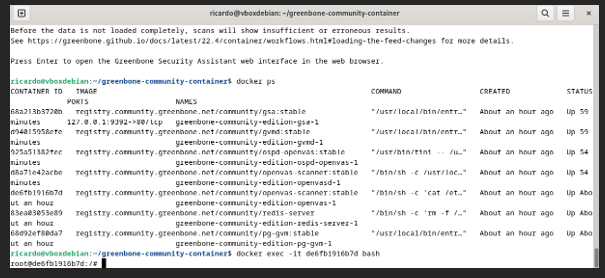 ricardo@vboxdebian: ~/greenbone-community-container
Before the data is not loaded completely, scans will show insufficient or erroneous results.
See https://greenbone.github.io/docs/latest/22.4/container/workflows.html#loading-the-feed-changes for more details.
Press Enter to open the Greenbone Security Assistant web interface in the web browser.
ricardo@vboxdebian:~/greenbone-community-container$ docker ps
CONTAINER ID IMAGE COMMAND CREATED STATUS
PORTS NAMES
68a213b3720b registry.community.greenbone.net/community/gsa:stable "/usr/local/bin/entr…" About an hour ago Up 59
minutes 127.0.0.1:9392->80/tcp greenbone-community-edition-gsa-1
d94015958efe registry.community.greenbone.net/community/gvmd:stable "/usr/local/bin/entr…" About an hour ago Up 59
minutes greenbone-community-edition-gvmd-1
925a51382fec registry.community.greenbone.net/community/ospd-openvas:stable "/usr/bin/tini -- /u…" About an hour ago Up 54
minutes greenbone-community-edition-ospd-openvas-1
d8a71e42acbe registry.community.greenbone.net/community/openvas-scanner:stable "/bin/sh -c /usr/loc…" About an hour ago Up 54
minutes greenbone-community-edition-openvasd-1
de6fb1916b7d registry.community.greenbone.net/community/openvas-scanner:stable "/bin/sh -c 'cat /et…" About an hour ago Up Abo
ut an hour greenbone-community-edition-openvas-1
83ea03053e89 registry.community.greenbone.net/community/redis-server "/bin/sh -c 'rm -f /…" About an hour ago Up Abo
ut an hour greenbone-community-edition-redis-server-1
68d92ef80da7 registry.community.greenbone.net/community/pg-gvm:stable "/usr/local/bin/entr…" About an hour ago Up Abo
ut an hour greenbone-community-edition-pg-gvm-1
ricardo@vboxdebian:~/greenbone-community-container$ docker exec -it de6fb1916b7d bash
root@de6fb1916b7d:/#